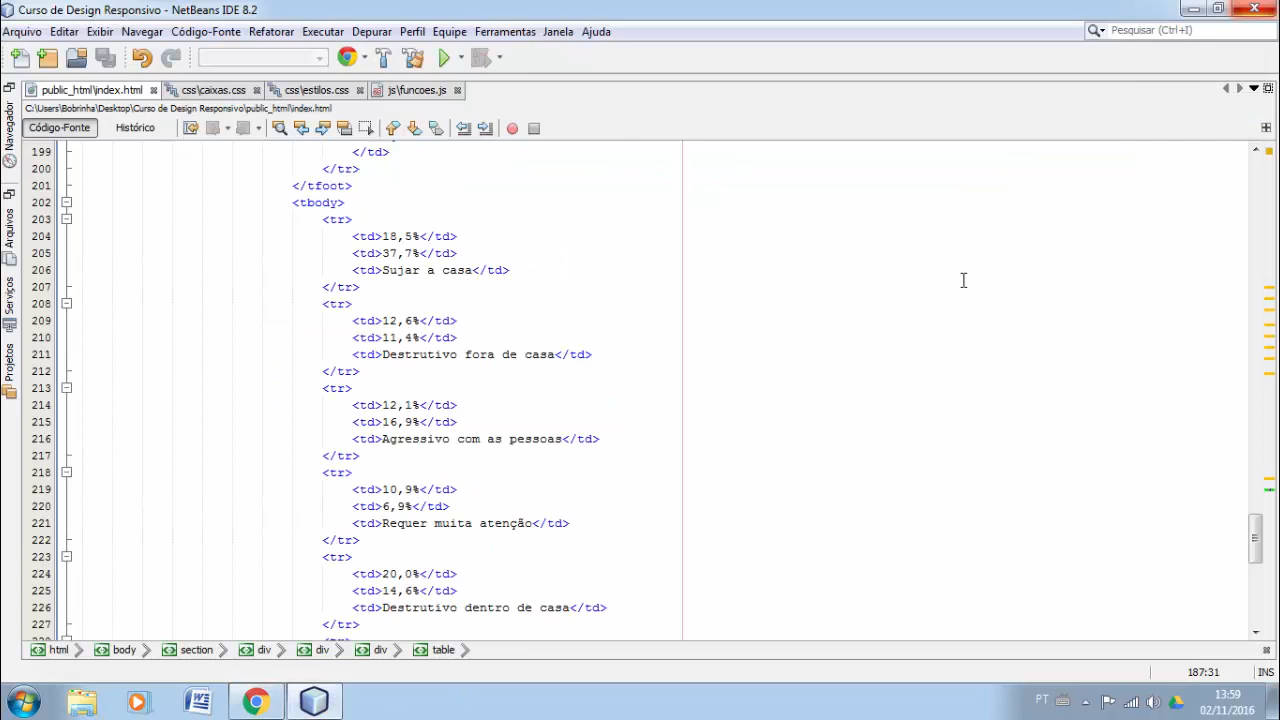 Curso de Design Responsivo - NetBeans IDE 8.2
Arquivo Editar Exibir Navegar Código-Fonte Refatorar Executar Depurar Perfil Equipe Ferramentas Janela Ajuda
Pesquisar (Ctrl+I)
public_html\index.html css\caixas.css css\estilos.css js\funcoes.js
C:\Users\Bobrinha\Desktop\Curso de Design Responsivo\public_html\index.html
Código-Fonte Histórico
Navegador
Arquivos
Serviços
Projetos
199 </td>
200 </tr>
201 </tfoot>
202 <tbody>
203 <tr>
204 <td>18,5%</td>
205 <td>37,7%</td>
206 <td>Sujar a casa</td>
207 </tr>
208 <tr>
209 <td>12,6%</td>
210 <td>11,4%</td>
211 <td>Destrutivo fora de casa</td>
212 </tr>
213 <tr>
214 <td>12,1%</td>
215 <td>16,9%</td>
216 <td>Agressivo com as pessoas</td>
217 </tr>
218 <tr>
219 <td>10,9%</td>
220 <td>6,9%</td>
221 <td>Requer muita atenção</td>
222 </tr>
223 <tr>
224 <td>20,0%</td>
225 <td>14,6%</td>
226 <td>Destrutivo dentro de casa</td>
227 </tr>
html body section div div div table
187:31 INS
PT
13:59
02/11/2016